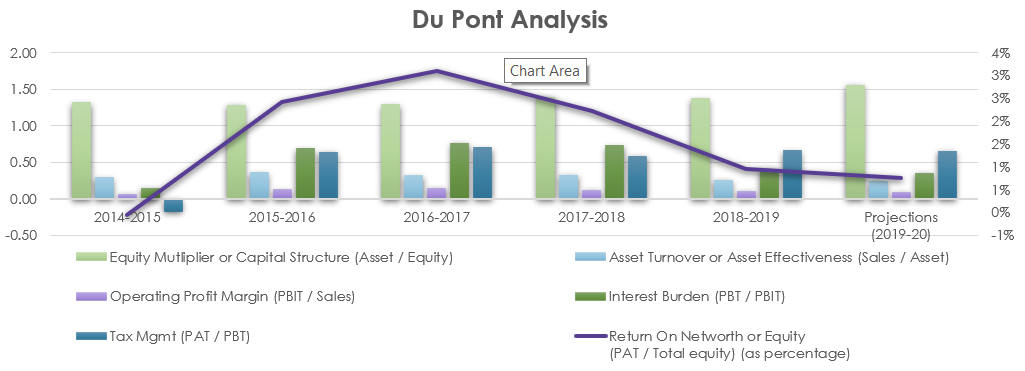 Du Pont Analysis
2.00
1.50
1.00
0.50
0.00
-0.50
4%
3%
3%
2%
2%
1%
1%
0%
-1%
Chart Area
2014-2015
2015-2016
2016-2017
2017-2018
2018-2019
Projections
(2019-20)
Equity Mutliplier or Capital Structure (Asset / Equity)
Asset Turnover or Asset Effectiveness (Sales / Asset)
Operating Profit Margin (PBIT / Sales)
Interest Burden (PBT / PBIT)
Tax Mgmt (PAT / PBT)
Return On Networth or Equity
(PAT / Total equity) (as percentage)